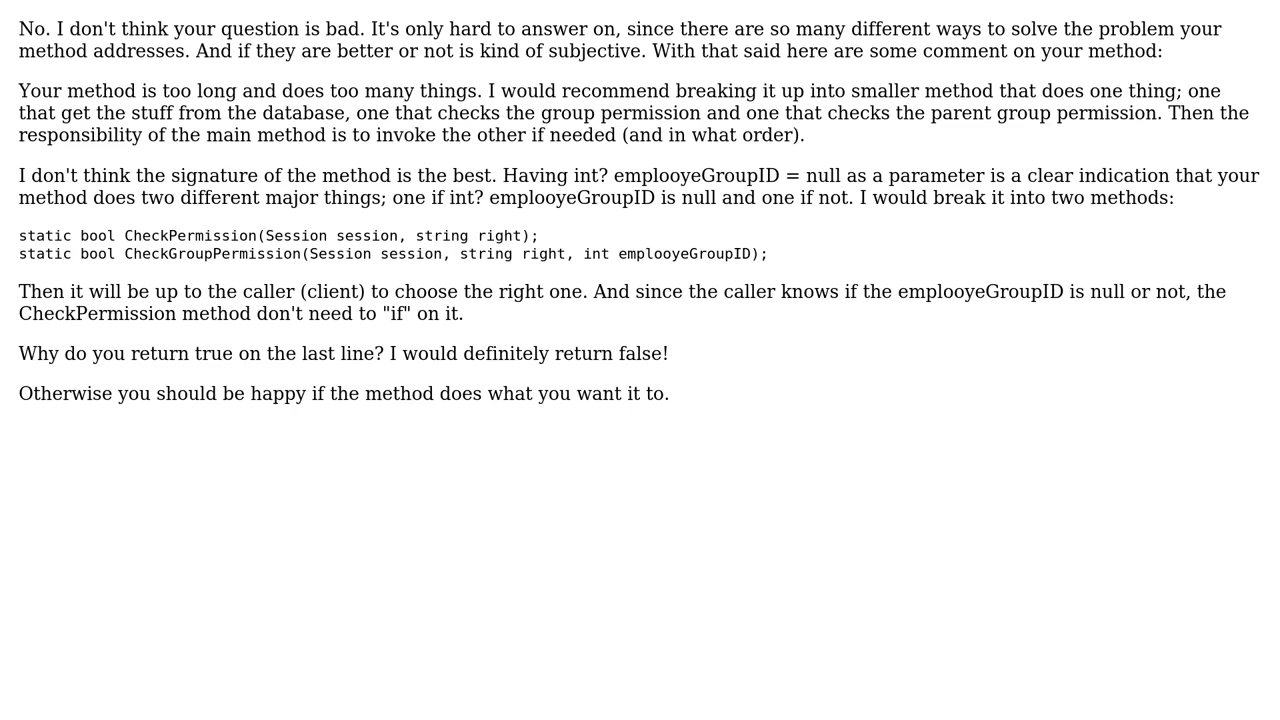 No. I don't think your question is bad. It's only hard to answer on, since there are so many different ways to solve the problem your
method addresses. And if they are better or not is kind of subjective. With that said here are some comment on your method:
Your method is too long and does too many things. I would recommend breaking it up into smaller method that does one thing; one
that get the stuff from the database, one that checks the group permission and one that checks the parent group permission. Then the
responsibility of the main method is to invoke the other if needed (and in what order).
I don't think the signature of the method is the best. Having int? emplooyeGroupID = null as a parameter is a clear indication that your
method does two different major things; one if int? emplooyeGroupID is null and one if not. I would break it into two methods:
static bool CheckPermission(Session session, string right);
static bool CheckGroupPermission(Session session, string right, int emplooyeGroupID);
Then it will be up to the caller (client) to choose the right one. And since the caller knows if the emplooyeGroupID is null or not, the
CheckPermission method don't need to "if" on it.
Why do you return true on the last line? I would definitely return false!
Otherwise you should be happy if the method does what you want it to.